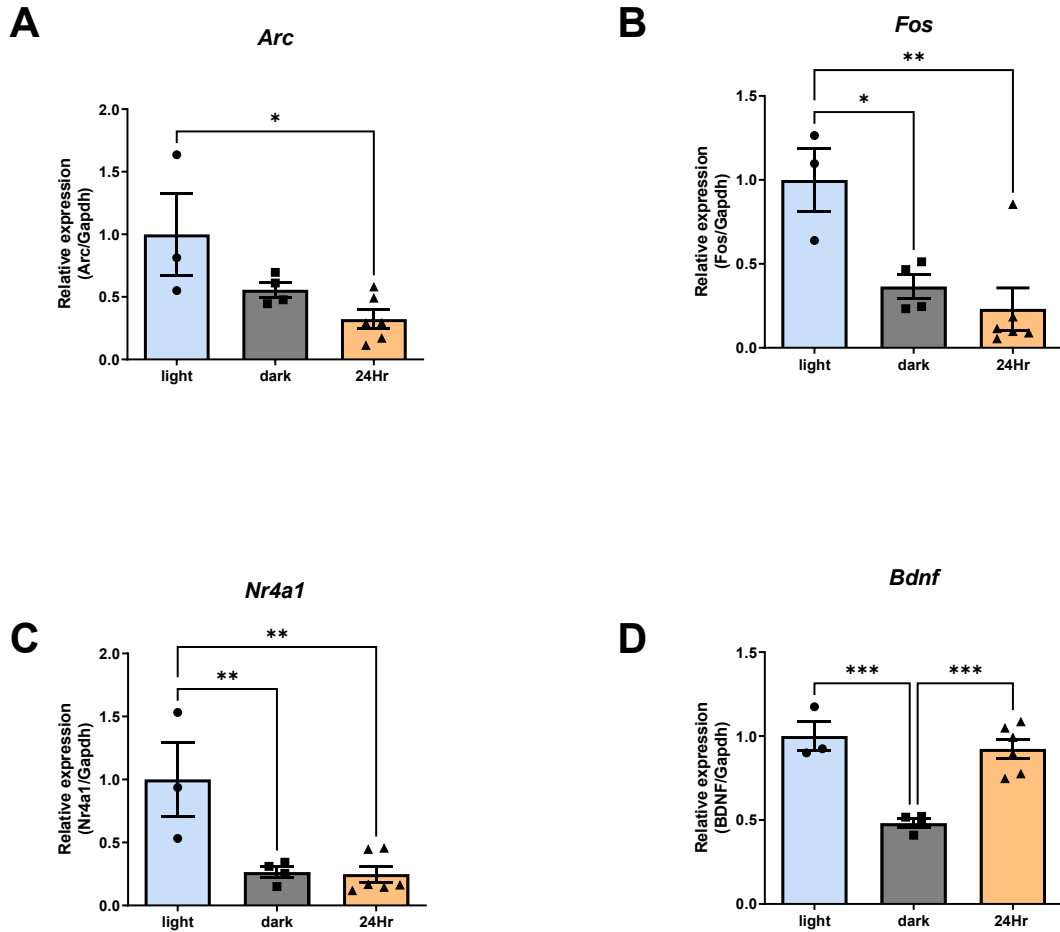 A
Arc
Relative expression
(Arc/Gapdh)
2.0
1.5
1.0
0.5
0.0
*
light
dark
24Hr
B
Fos
Relative expression
(Fos/Gapdh)
1.5
1.0
0.5
0.0
**
*
light
dark
24Hr
C
Nr4a1
Relative expression
(Nr4a1/Gapdh)
2.0
1.5
1.0
0.5
0.0
**
**
light
dark
24Hr
D
Bdnf
Relative expression
(BDNF/Gapdh)
1.5
1.0
0.5
0.0
***
***
light
dark
24Hr